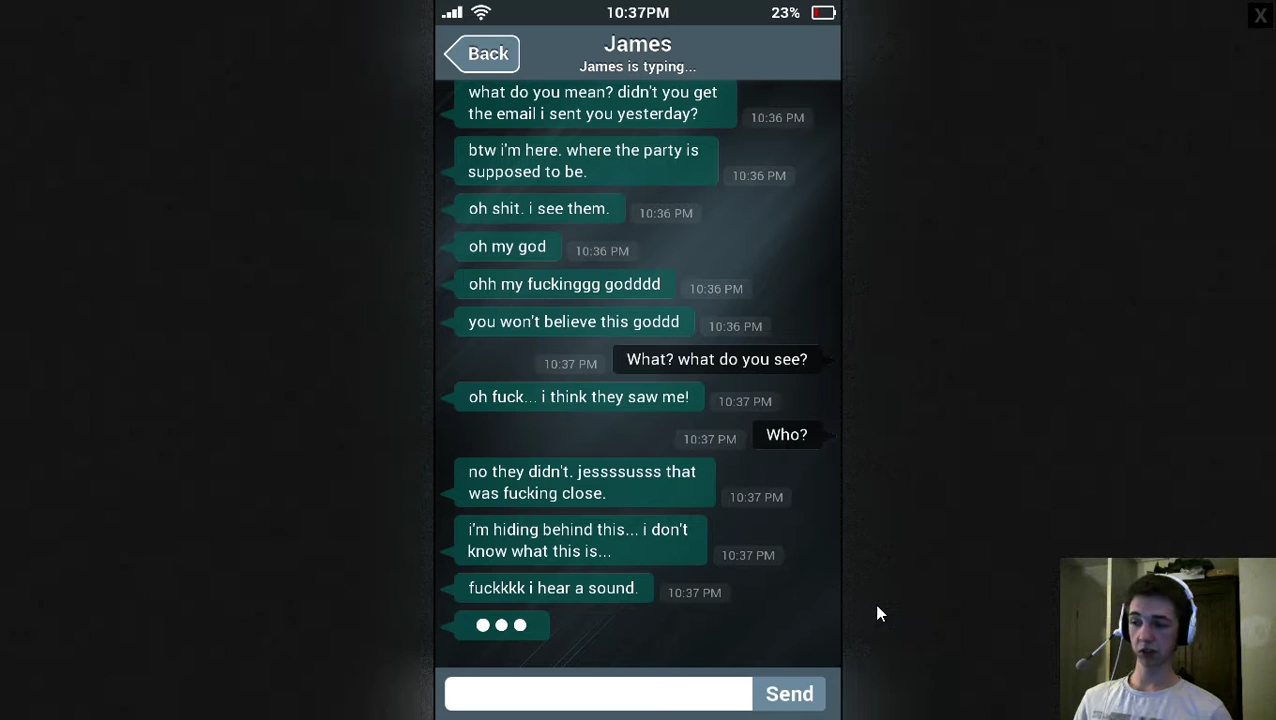 10:37PM
23%
X
Back
James
James is typing...
what do you mean? didn't you get
the email i sent you yesterday?
10:36 PM
btw i'm here. where the party is
supposed to be.
10:36 PM
oh shit. i see them.
10:36 PM
oh my god
10:36 PM
ohh my fuckinggg godddd
10:36 PM
you won't believe this goddd
10:36 PM
10:37 PM
What? what do you see?
oh fuck... i think they saw me!
10:37 PM
10:37 PM
Who?
no they didn't. jessssusss that
was fucking close.
10:37 PM
i'm hiding behind this... i don't
know what this is...
10:37 PM
fuckkkk i hear a sound.
10:37 PM
Send